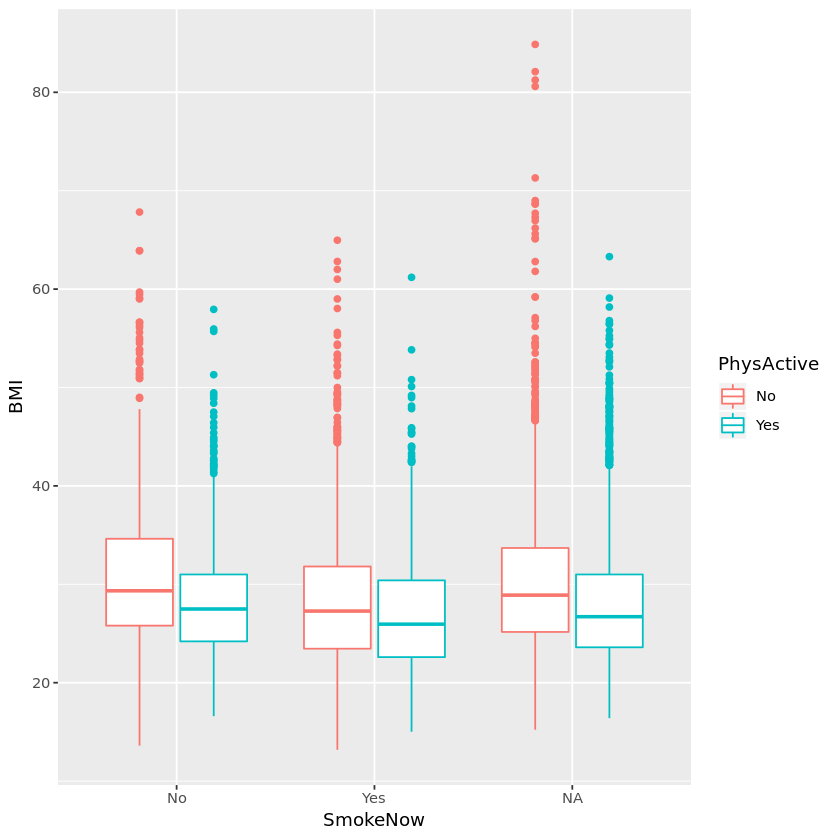 80
60
40
20
BMI
No
Yes
NA
SmokeNow
PhysActive
No
Yes